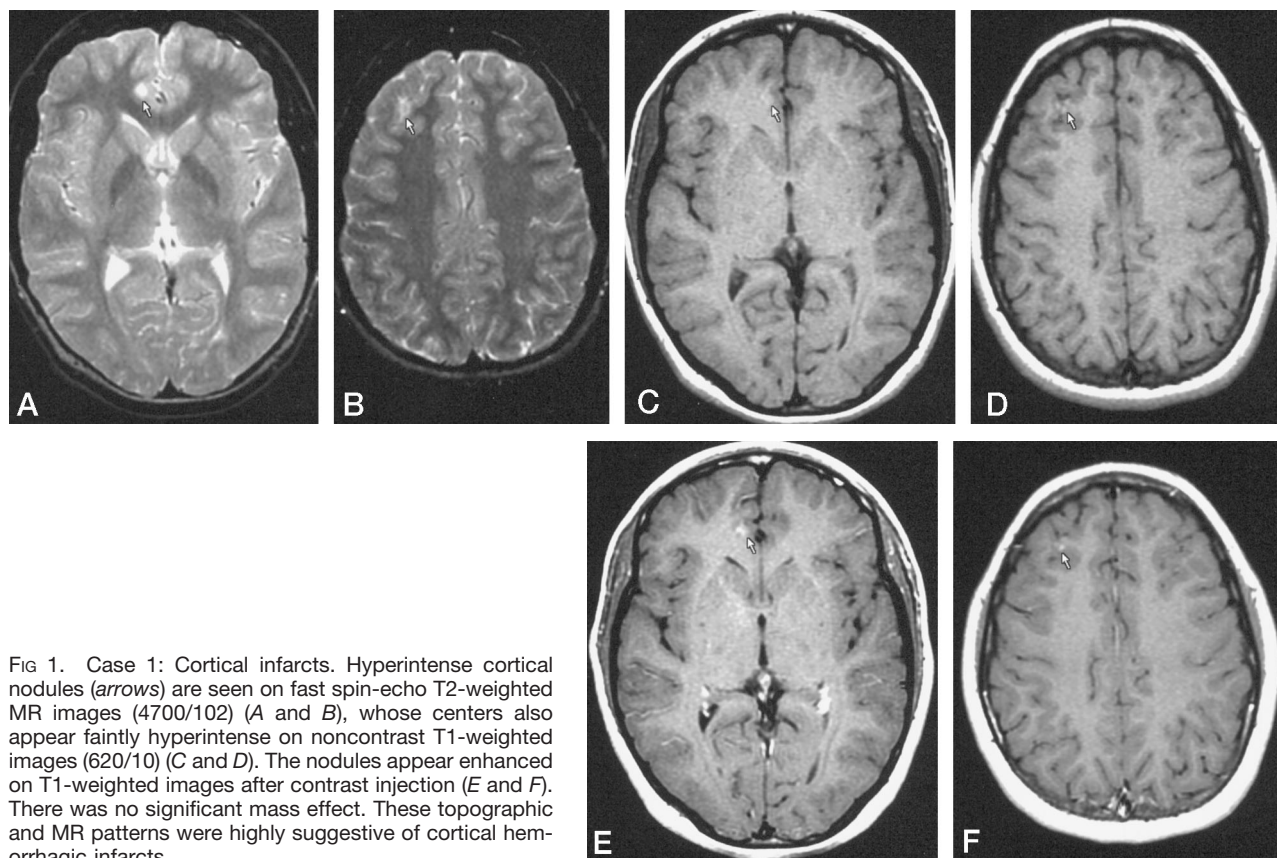 A
B
C
D
E
F
FIG 1. Case 1: Cortical infarcts. Hyperintense cortical
nodules (arrows) are seen on fast spin-echo T2-weighted
MR images (4700/102) (A and B), whose centers also
appear faintly hyperintense on noncontrast T1-weighted
images (620/10) (C and D). The nodules appear enhanced
on T1-weighted images after contrast injection (E and F).
There was no significant mass effect. These topographic
and MR patterns were highly suggestive of cortical hem-
orrhagic infarcts.